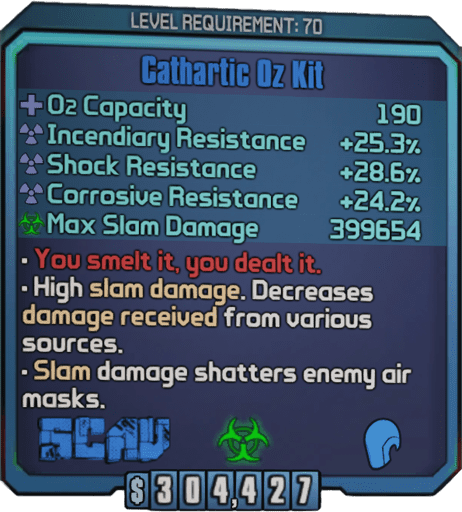 LEVEL REQUIREMENT: 70
Cathartic Oz Kit
O2 Capacity 190
Incendiary Resistance +25.3%
Shock Resistance +28.6%
Corrosive Resistance +24.2%
Max Slam Damage 399654
• You smelt it, you dealt it.
• High slam damage. Decreases
damage received from various
sources.
• Slam damage shatters enemy air
masks.
SCAV
$304,427